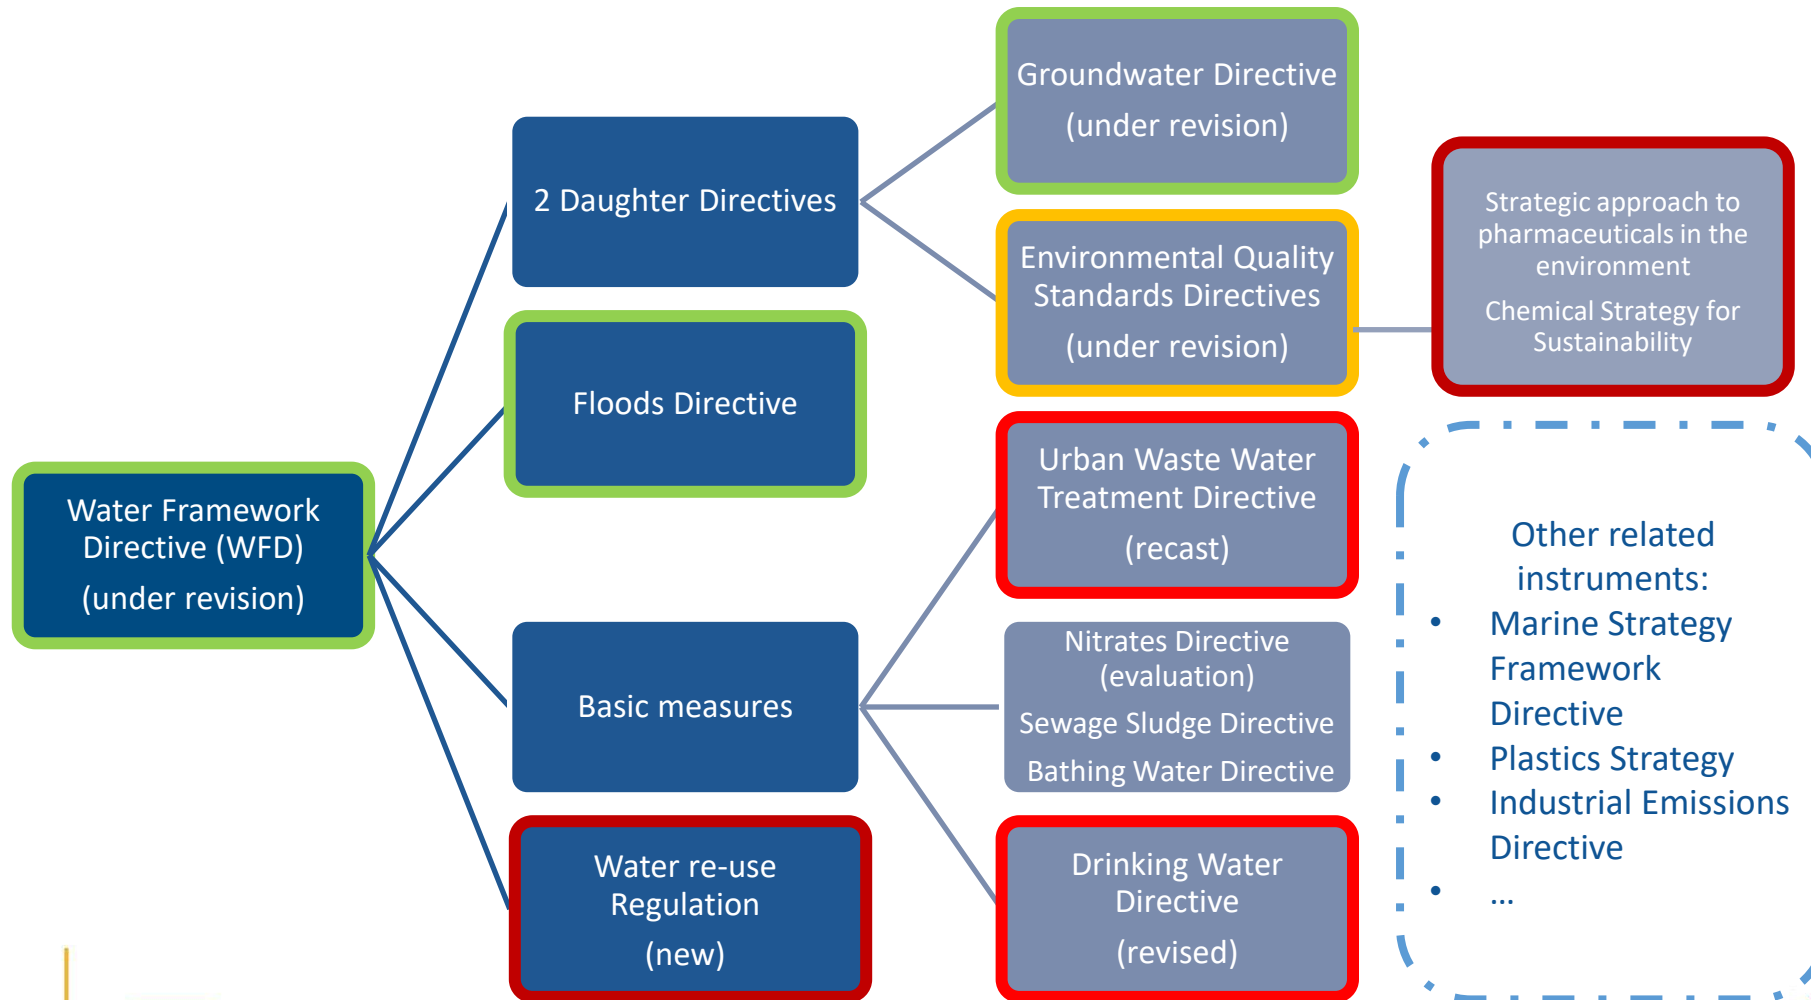 Water Framework
Directive (WFD)
(under revision)
2 Daughter Directives
Floods Directive
Basic measures
Water re-use
Regulation
(new)
Groundwater Directive
(under revision)
Environmental Quality
Standards Directives
(under revision)
Urban Waste Water
Treatment Directive
(recast)
Nitrates Directive
(evaluation)
Sewage Sludge Directive
Bathing Water Directive
Drinking Water
Directive
(revised)
Strategic approach to
pharmaceuticals in the
environment
Chemical Strategy for
Sustainability
Other related
instruments:
• Marine Strategy
Framework
Directive
• Plastics Strategy
• Industrial Emissions
Directive
• ...